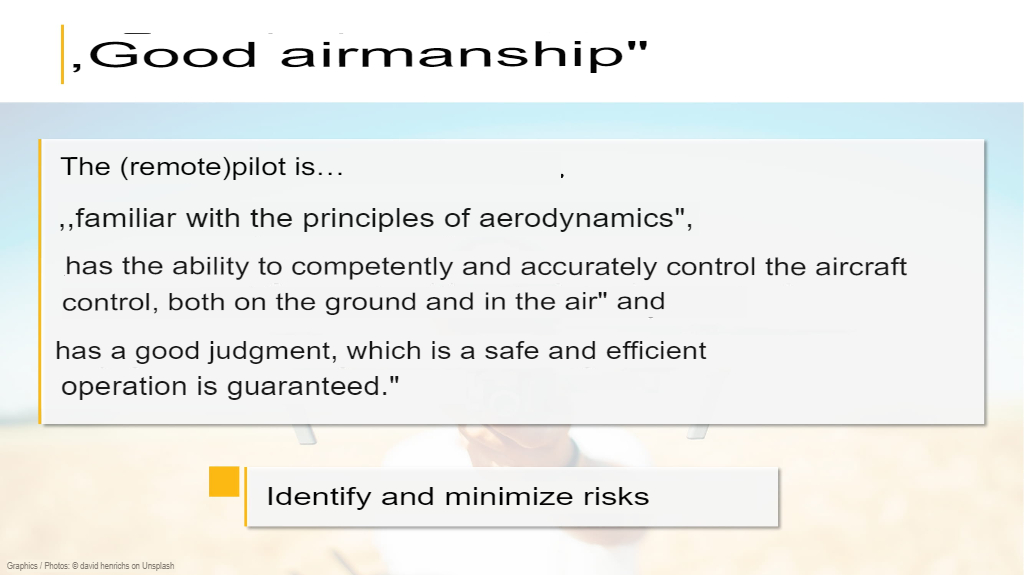 ‚Good airmanship"
The (remote)pilot is…
,,familiar with the principles of aerodynamics",
has the ability to competently and accurately control the aircraft
control, both on the ground and in the air" and
has a good judgment, which is a safe and efficient
operation is guaranteed."
Identify and minimize risks
Graphics / Photos: © david henrichs on Unsplash